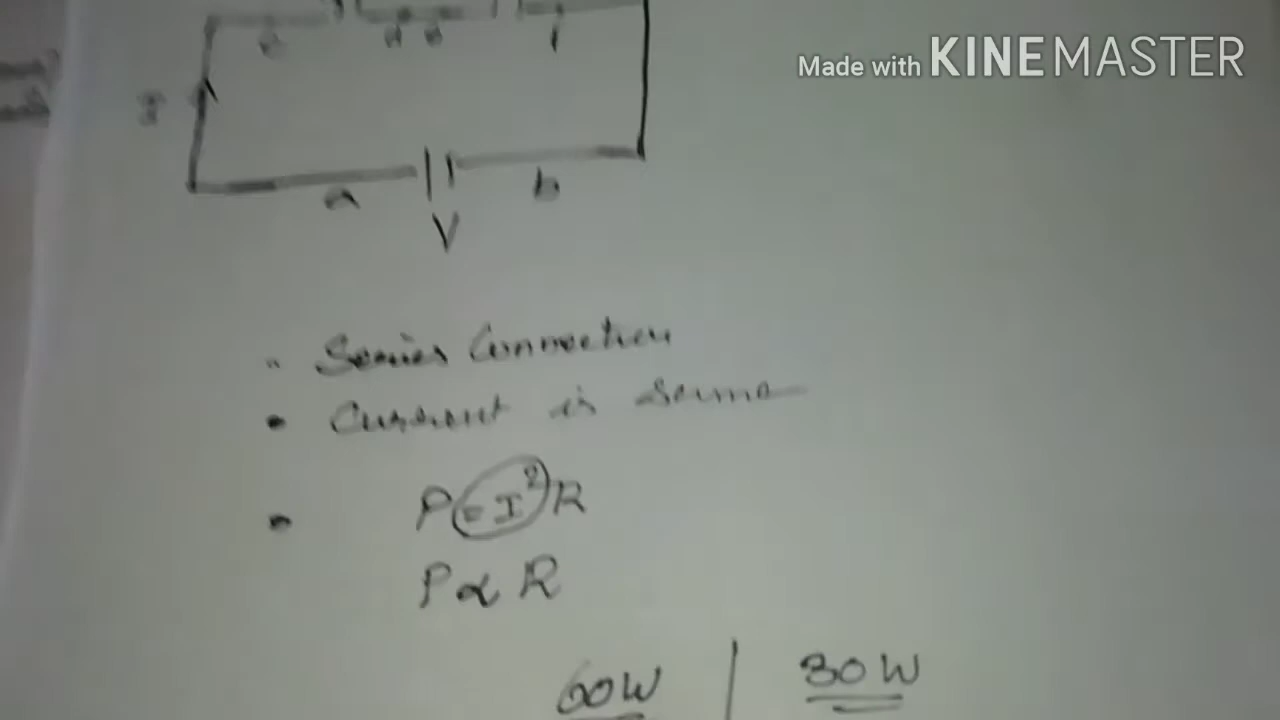 Made with KINEMASTER
I
a
b
V
Series Connection
Current is same
P = I²R
P ∝ R
60W | 30W